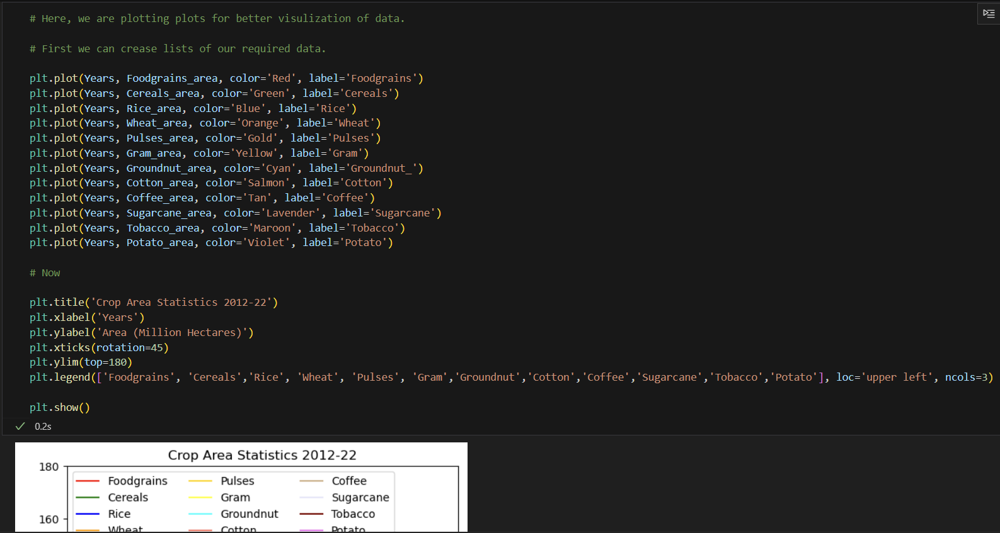 # Here, we are plotting plots for better visulization of data.
# First we can crease lists of our required data.
plt.plot(Years, Foodgrains_area, color='Red', label='Foodgrains')
plt.plot(Years, Cereals_area, color='Green', label='Cereals')
plt.plot(Years, Rice_area, color='Blue', label='Rice')
plt.plot(Years, Wheat_area, color='Orange', label='Wheat')
plt.plot(Years, Pulses_area, color='Gold', label='Pulses')
plt.plot(Years, Gram_area, color='Yellow', label='Gram')
plt.plot(Years, Groundnut_area, color='Cyan', label='Groundnut_')
plt.plot(Years, Cotton_area, color='Salmon', label='Cotton')
plt.plot(Years, Coffee_area, color='Tan', label='Coffee')
plt.plot(Years, Sugarcane_area, color='Lavender', label='Sugarcane')
plt.plot(Years, Tobacco_area, color='Maroon', label='Tobacco')
plt.plot(Years, Potato_area, color='Violet', label='Potato')
# Now
plt.title('Crop Area Statistics 2012-22')
plt.xlabel('Years')
plt.ylabel('Area (Million Hectares)')
plt.xticks(rotation=45)
plt.ylim(top=180)
plt.legend(['Foodgrains', 'Cereals','Rice', 'Wheat', 'Pulses', 'Gram','Groundnut','Cotton','Coffee','Sugarcane','Tobacco','Potato'], loc='upper left', ncols=3)
plt.show()
0.2s
Crop Area Statistics 2012-22
180
Foodgrains Pulses Coffee
Cereals Gram Sugarcane
Rice Groundnut Tobacco
160
Wheat Cotton Potato